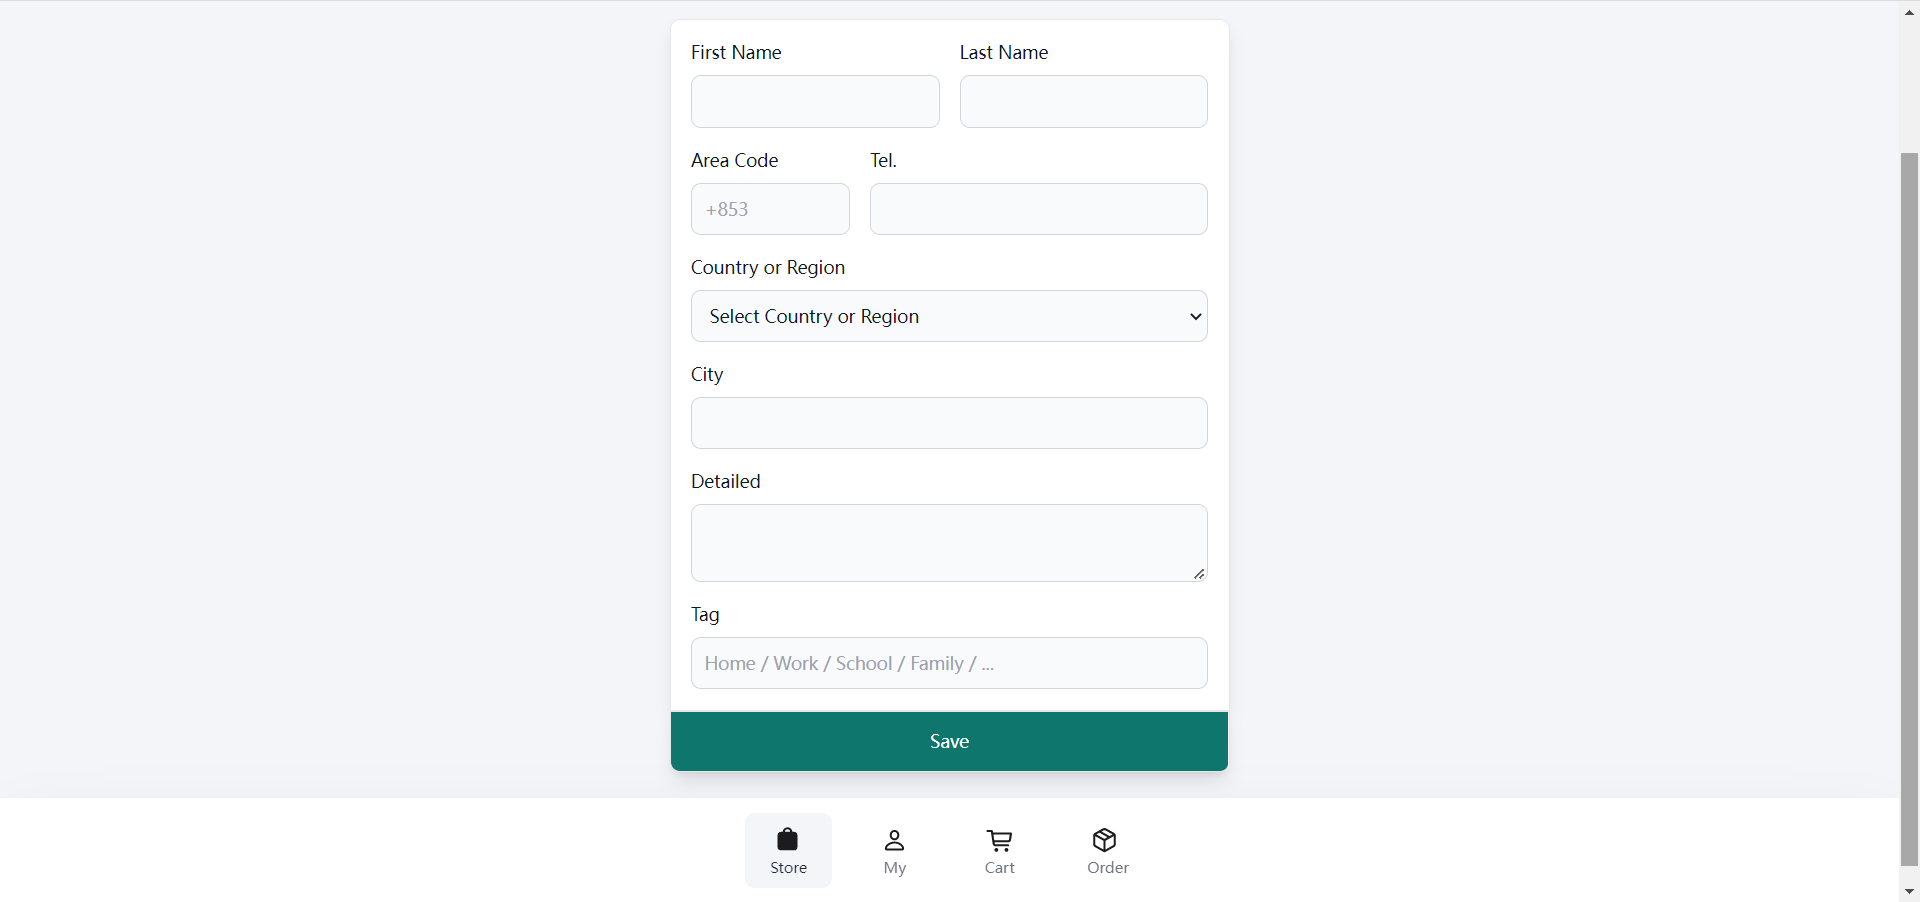 First Name Last Name
Area Code Tel.
+853
Country or Region
Select Country or Region
City
Detailed
Tag
Home / Work / School / Family / ...
Save
Store My Cart Order